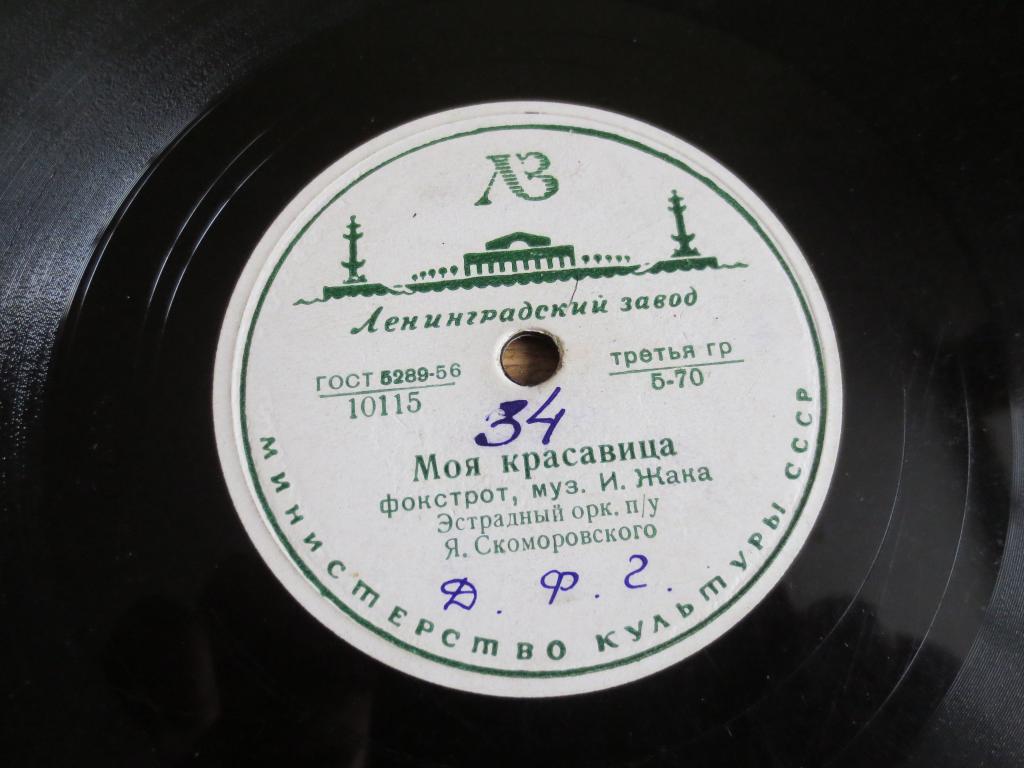 ЛЗ
Ленинградский завод
ГОСТ 5289-56
10115
третья гр
5-70
34
Моя красавица
фокстрот, муз. И. Жака
Эстрадный орк. п/у
Я. Скоморовского
Д. Ф. Г.
МИНИСТЕРСТВО КУЛЬТУРЫ СССР